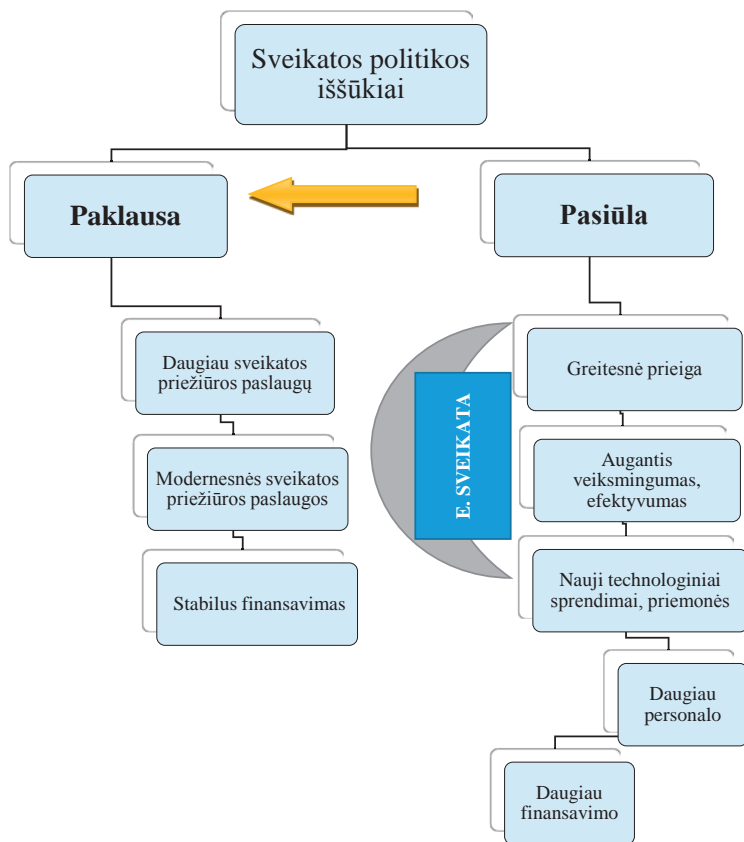 Sveikatos politikos
iššūkiai
Paklausa
Pasiūla
Daugiau sveikatos
priežiūros paslaugų
Modernesnės sveikatos
priežiūros paslaugos
Stabilus finansavimas
E. SVEIKATA
Greitesnė prieiga
Augantis
veiksmingumas,
efektyvumas
Nauji technologiniai
sprendimai, priemonės
Daugiau
personalo
Daugiau
finansavimo